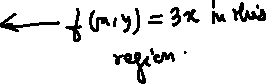 ← f(x,y) = 3x in this
region.